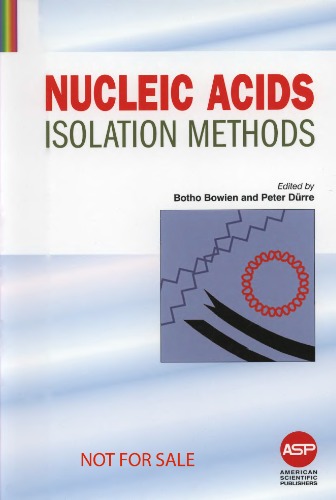 NUCLEIC ACIDS
ISOLATION METHODS
Edited by
Botho Bowien and Peter Dürre
NOT FOR SALE
ASP
AMERICAN
SCIENTIFIC
PUBLISHERS